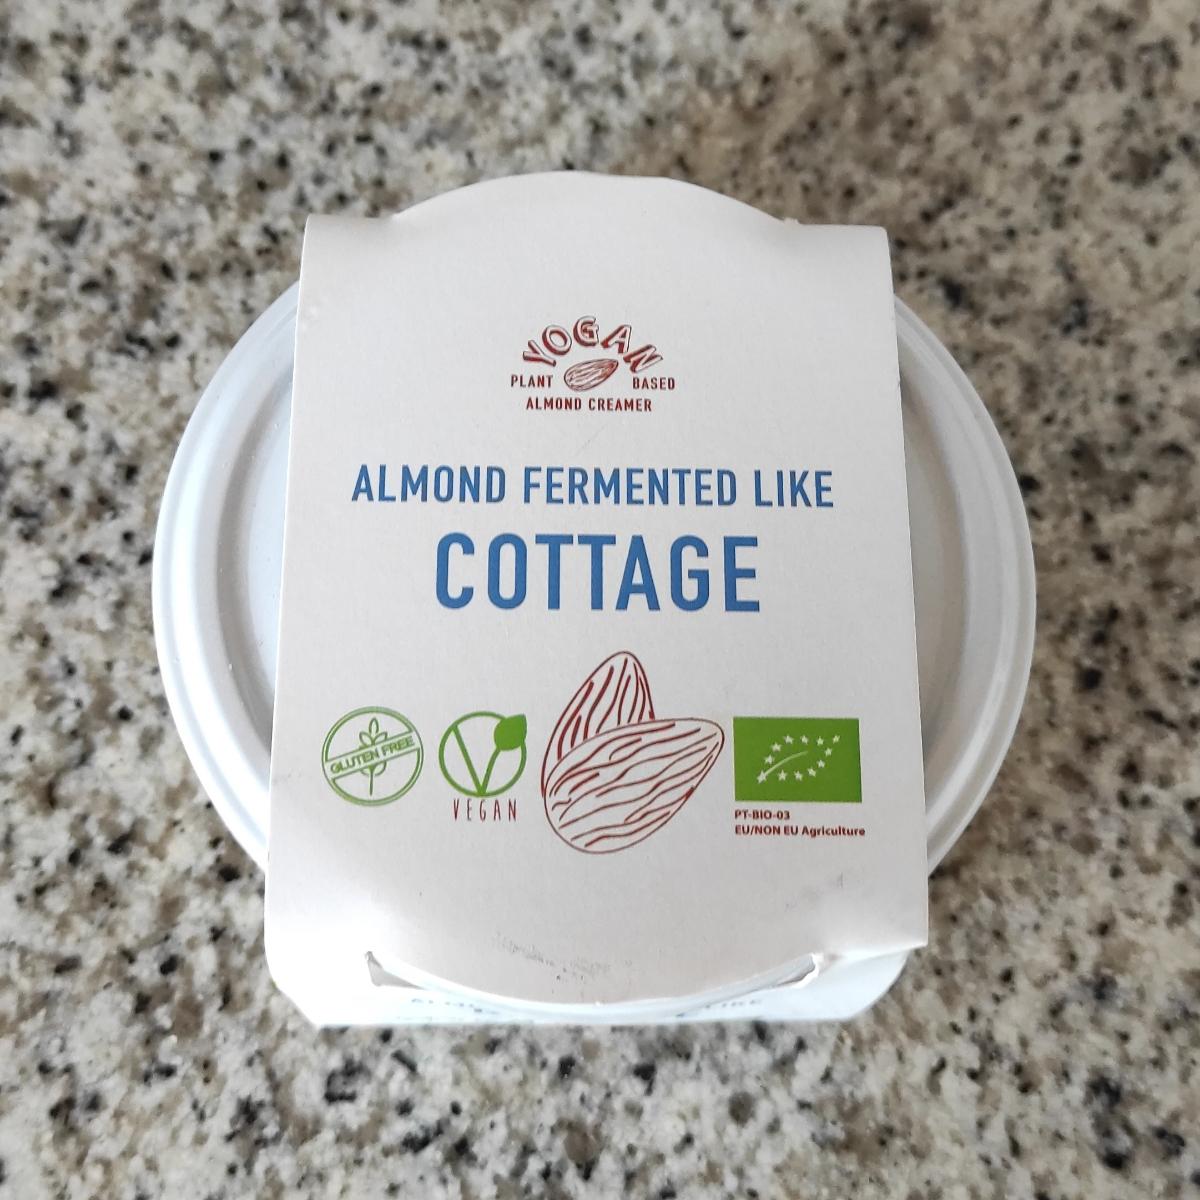 YOGAN
PLANT BASED
ALMOND CREAMER
ALMOND FERMENTED LIKE
COTTAGE
GLUTEN FREE
VEGAN
PT-BIO-03
EU/NON EU Agriculture
LIKE